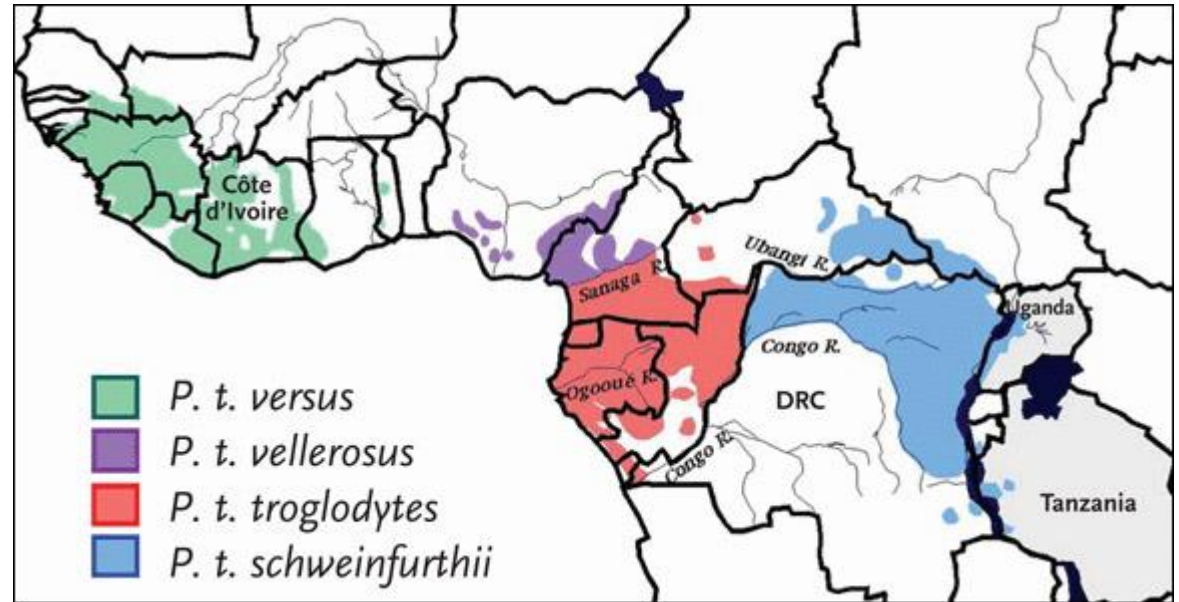 Côte
d'Ivoire
Ubangi R.
Sanaga R.
Uganda
Congo R.
Ogooué R.
DRC
Congo R.
Tanzania
P. t. versus
P. t. vellerosus
P. t. troglodytes
P. t. schweinfurthii